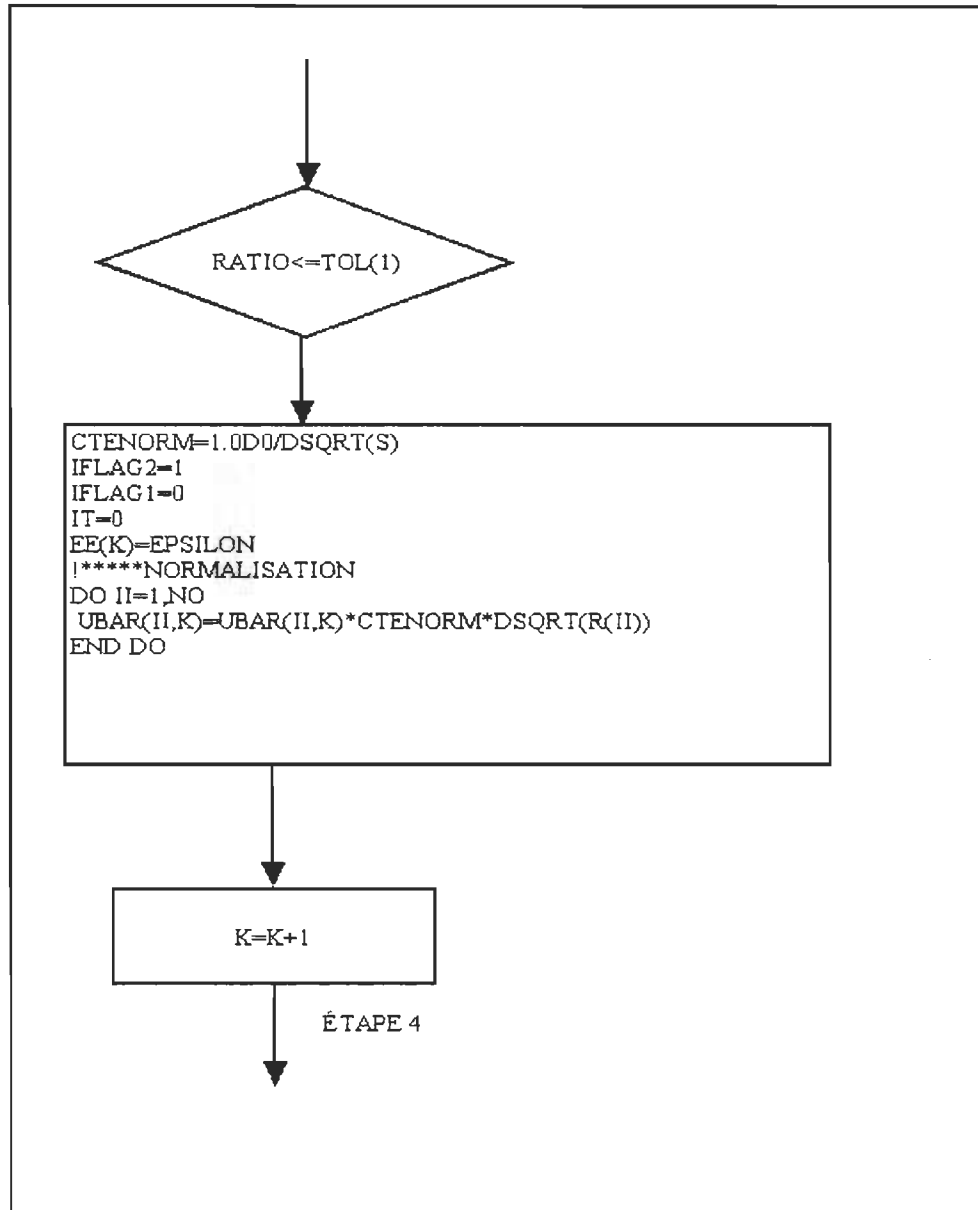 RATIO<=TOL(1)
CTENORM=1.0D0/DSQRT(S)
IFLAG2=1
IFLAG1=0
IT=0
EE(K)=EPSILON
!*****NORMALISATION
DO II=1,NO
UBAR(II,K)=UBAR(II,K)*CTENORM*DSQRT(R(II))
END DO
K=K+1
ÉTAPE 4